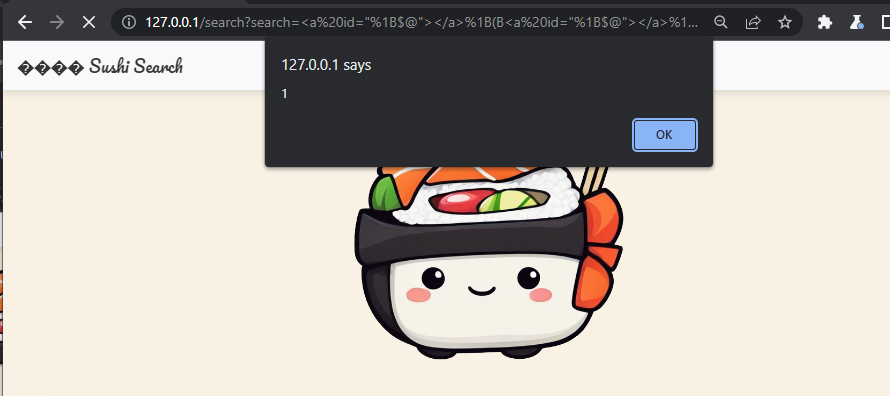 127.0.0.1/search?search=<a%20id="%1B$@"></a>%1B(B<a%20id="%1B$@"></a>%1...
���� Sushi Search
127.0.0.1 says
1
OK